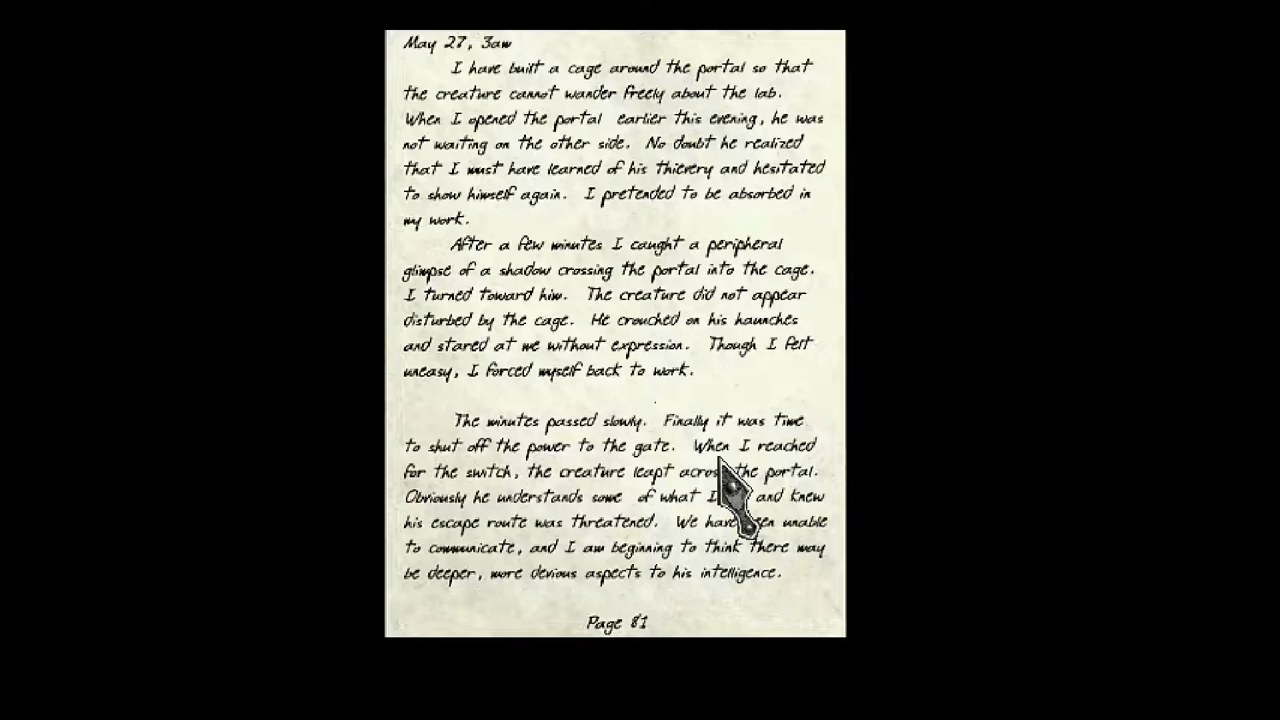 May 27, 3am
I have built a cage around the portal so that
the creature cannot wander freely about the lab.
When I opened the portal earlier this evening, he was
not waiting on the other side. No doubt he realized
that I must have learned of his thievery and hesitated
to show himself again. I pretended to be absorbed in
my work.
After a few minutes I caught a peripheral
glimpse of a shadow crossing the portal into the cage.
I turned toward him. The creature did not appear
disturbed by the cage. He crouched on his haunches
and stared at me without expression. Though I felt
uneasy, I forced myself back to work.
The minutes passed slowly. Finally it was time
to shut off the power to the gate. When I reached
for the switch, the creature leapt across the portal.
Obviously he understands some of what I and knew
his escape route was threatened. We have been unable
to communicate, and I am beginning to think there may
be deeper, more devious aspects to his intelligence.
Page 81